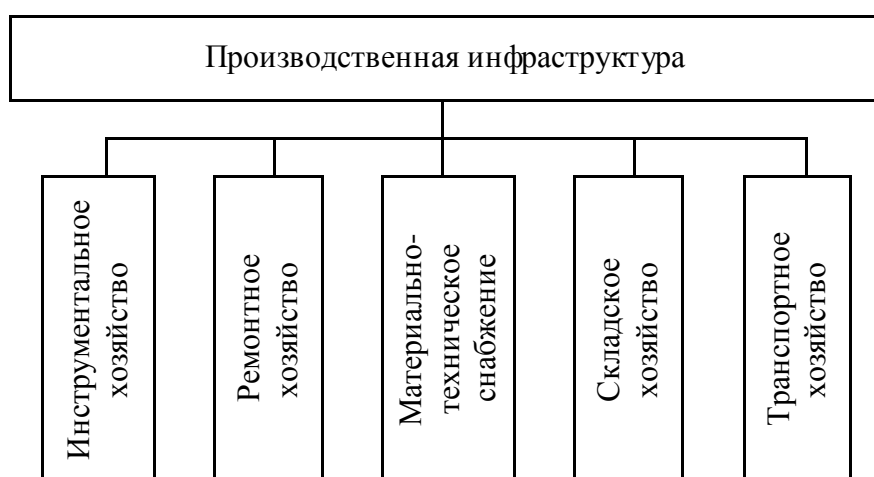 Производственная инфраструктура
Инструментальное
хозяйство
Ремонтное
хозяйство
Материально-
техническое
снабжение
Складское
хозяйство
Транспортное
хозяйство